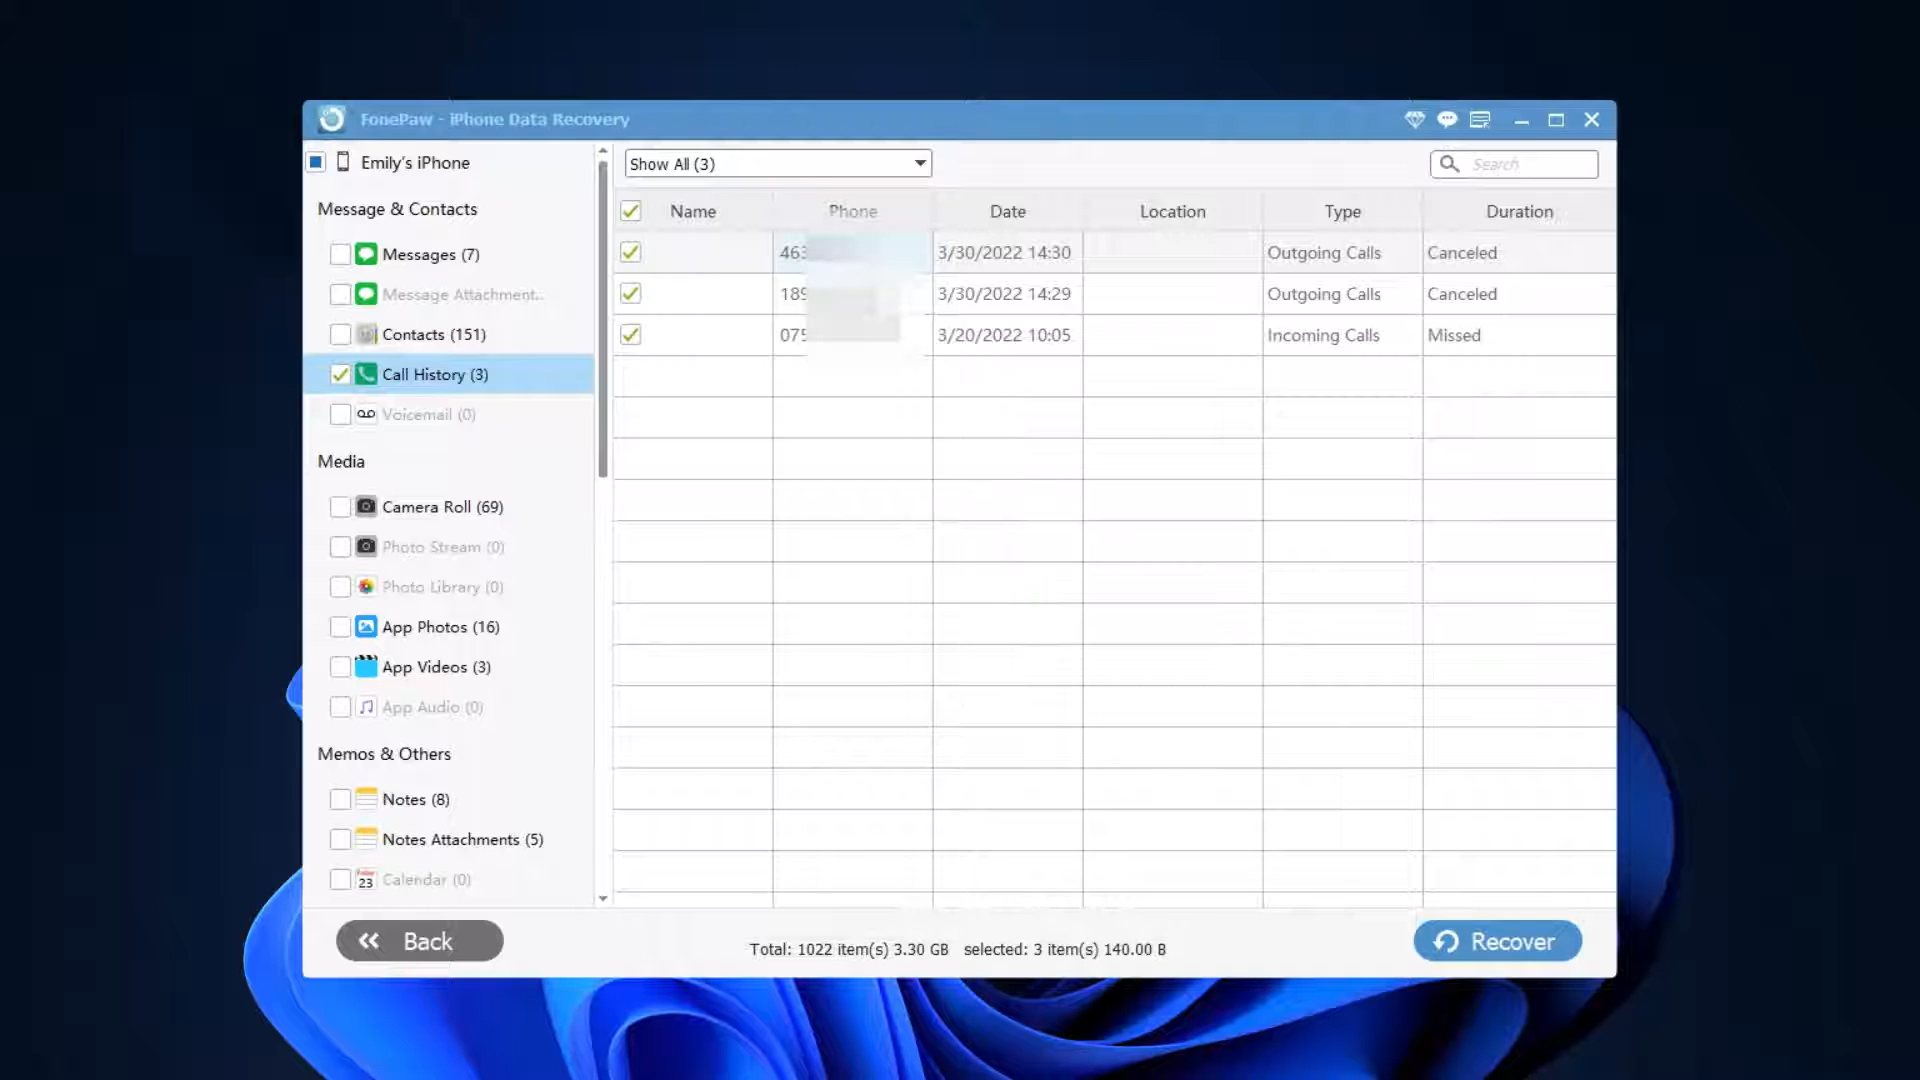 FonePaw - iPhone Data Recovery
Emily's iPhone
Message & Contacts
Messages (7)
Message Attachment..
Contacts (151)
Call History (3)
Voicemail (0)
Media
Camera Roll (69)
Photo Stream (0)
Photo Library (0)
App Photos (16)
App Videos (3)
App Audio (0)
Memos & Others
Notes (8)
Notes Attachments (5)
23 Calendar (0)
Show All (3)
Search
Name Phone Date Location Type Duration
463 3/30/2022 14:30 Outgoing Calls Canceled
189 3/30/2022 14:29 Outgoing Calls Canceled
075 3/20/2022 10:05 Incoming Calls Missed
Back
Total: 1022 item(s) 3.30 GB selected: 3 item(s) 140.00 B
Recover